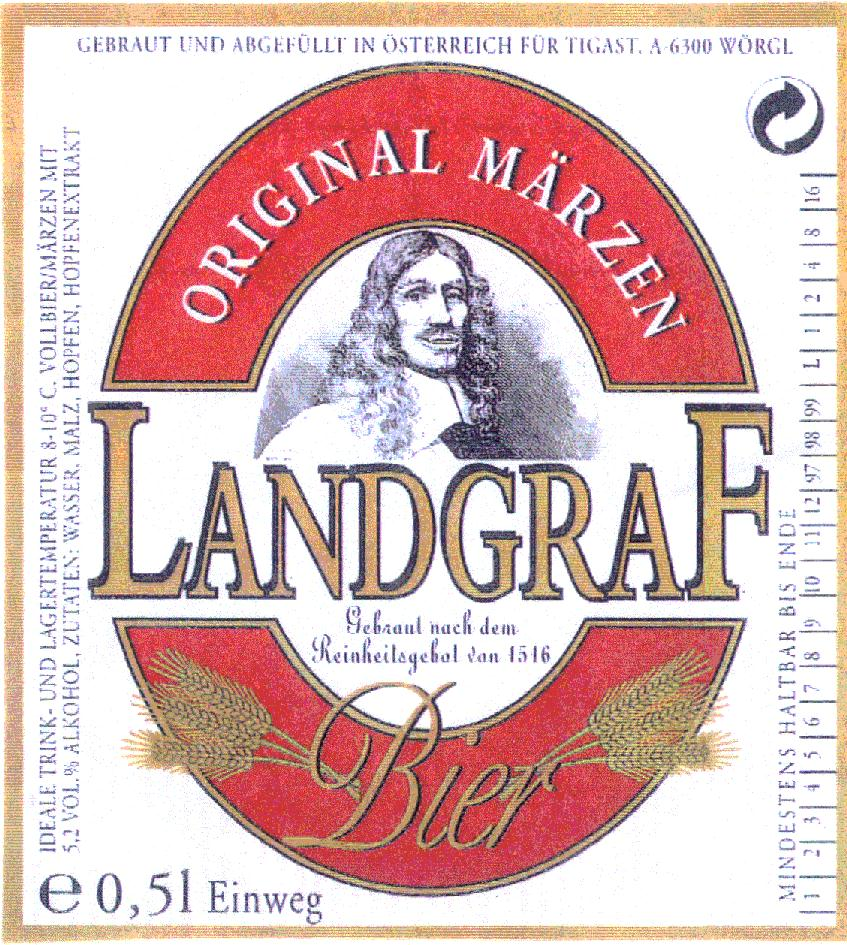 GEBRAUT UND ABGEFÜLLT IN ÖSTERREICH FÜR TIGAST, A-6300 WÖRGL
ORIGINAL MÄRZEN
LANDGRAF
Gebraut nach dem
Reinheitsgebot von 1516
Bier
e 0,5l Einweg
IDEALE TRINK- UND LAGERTEMPERATUR 8-10° C, VOLLBIER/MÄRZEN MIT
5,2 VOL.% ALKOHOL, ZUTATEN: WASSER, MALZ, HOPFEN, HOPFENEXTRAKT
MINDESTENS HALTBAR BIS ENDE
1 2 3 4 5 6 7 8 9 10 11 12 97 98 99 L 1 2 4 8 16